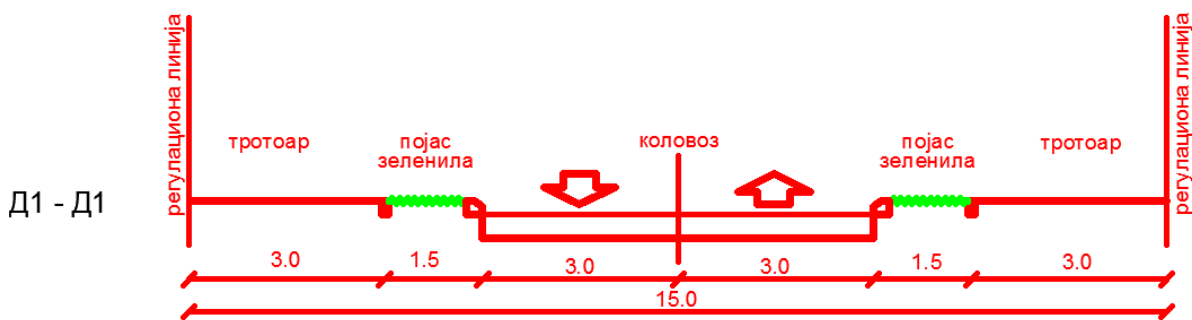 регулациона линија
регулациона линија
тротоар
појас
зеленила
коловоз
појас
зеленила
тротоар
Д1 - Д1
3.0
1.5
3.0
3.0
1.5
3.0
15.0